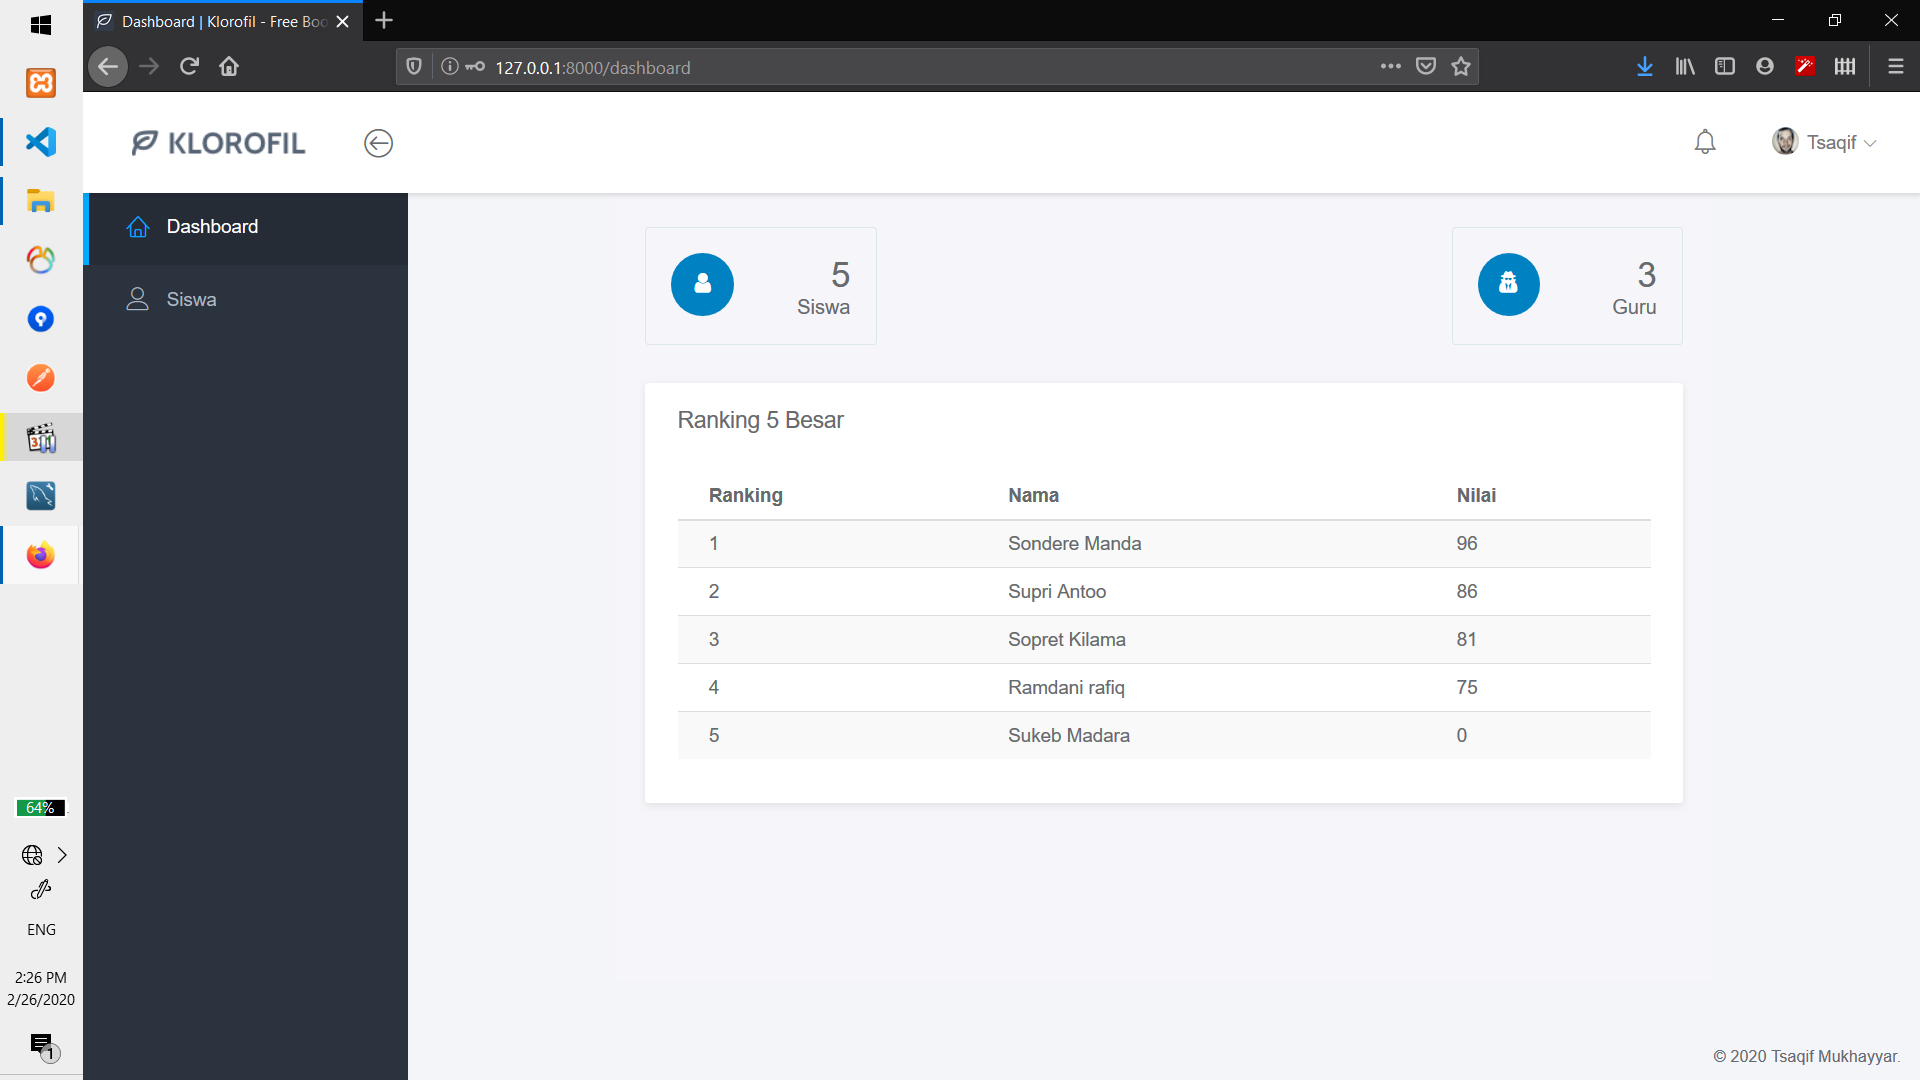 Dashboard | Klorofil - Free Boo
127.0.0.1:8000/dashboard
KLOROFIL
Tsaqif
Dashboard
Siswa
5
Siswa
3
Guru
Ranking 5 Besar
Ranking Nama Nilai
1 Sondere Manda 96
2 Supri Antoo 86
3 Sopret Kilama 81
4 Ramdani rafiq 75
5 Sukeb Madara 0
© 2020 Tsaqif Mukhayyar.
64%
ENG
2:26 PM
2/26/2020
1